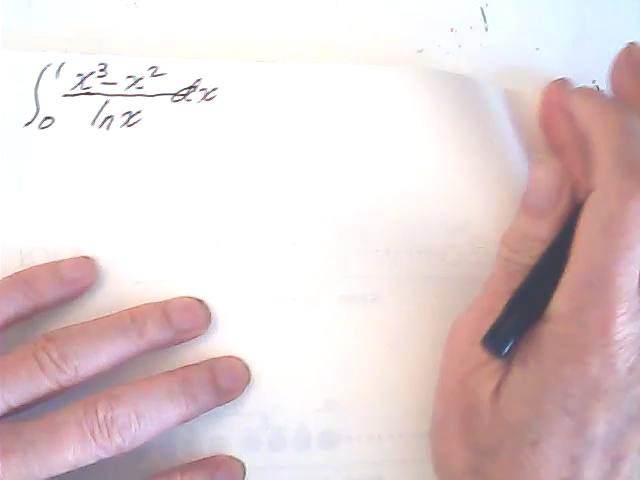 ∫₀¹ (x³ - x²)/(ln x) dx